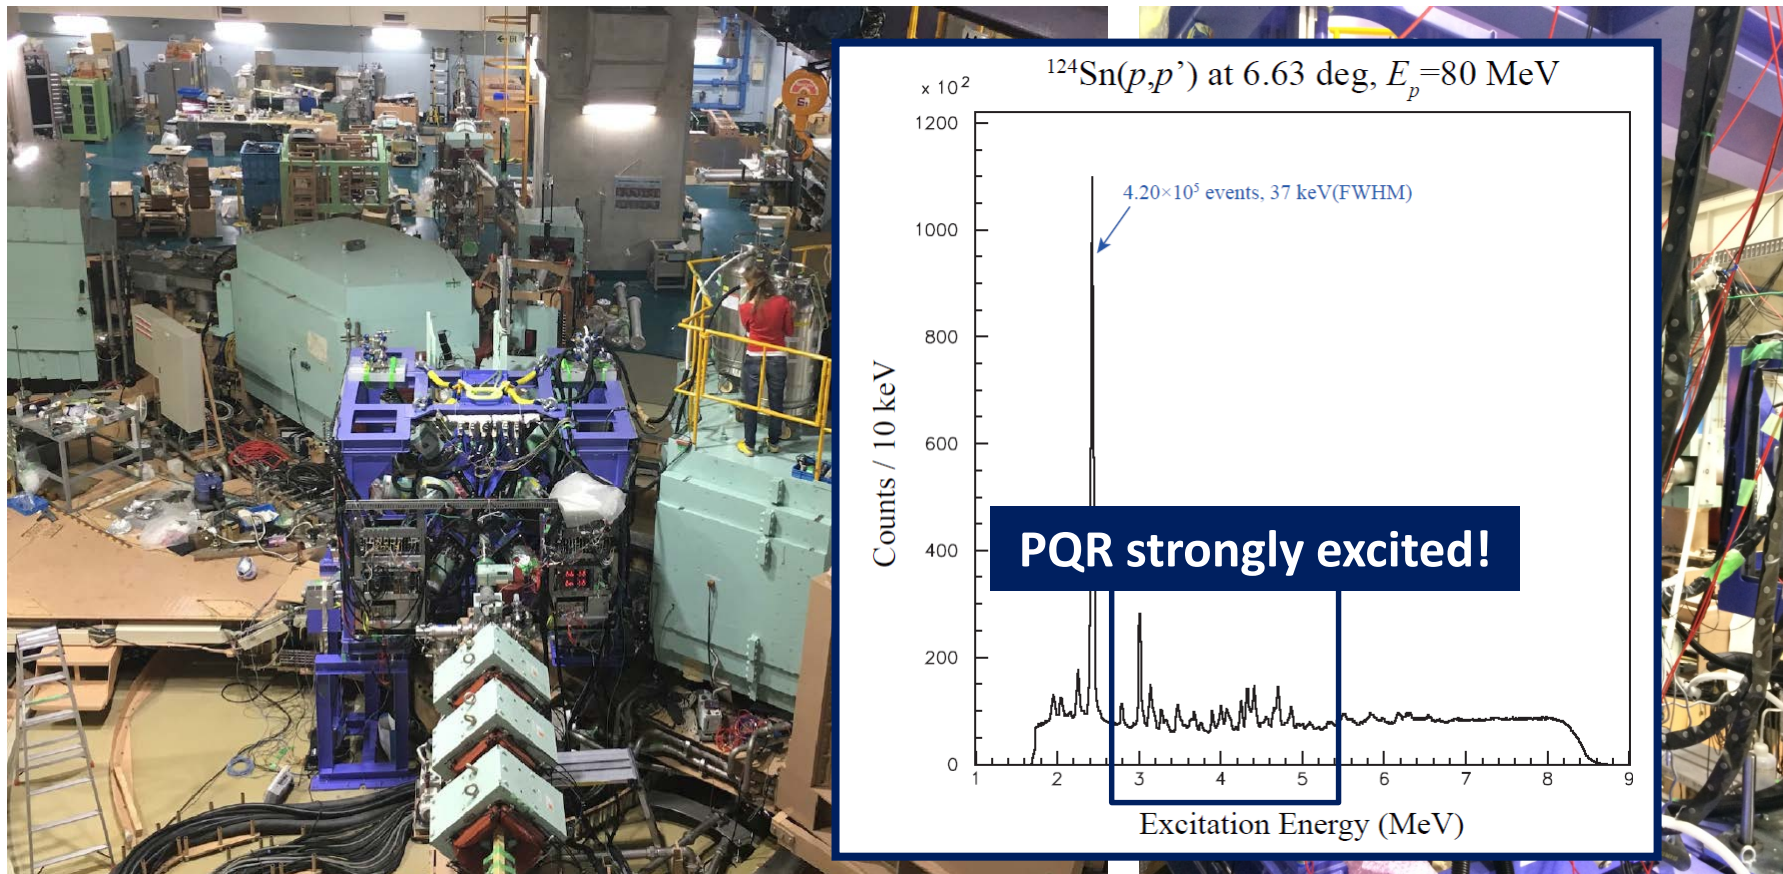 ¹²⁴Sn(p,p’) at 6.63 deg, Eₚ=80 MeV
x 10²
1200
1000
800
600
400
200
0
4.20×10⁵ events, 37 keV(FWHM)
Counts / 10 keV
PQR strongly excited!
1 2 3 4 5 6 7 8 9
Excitation Energy (MeV)